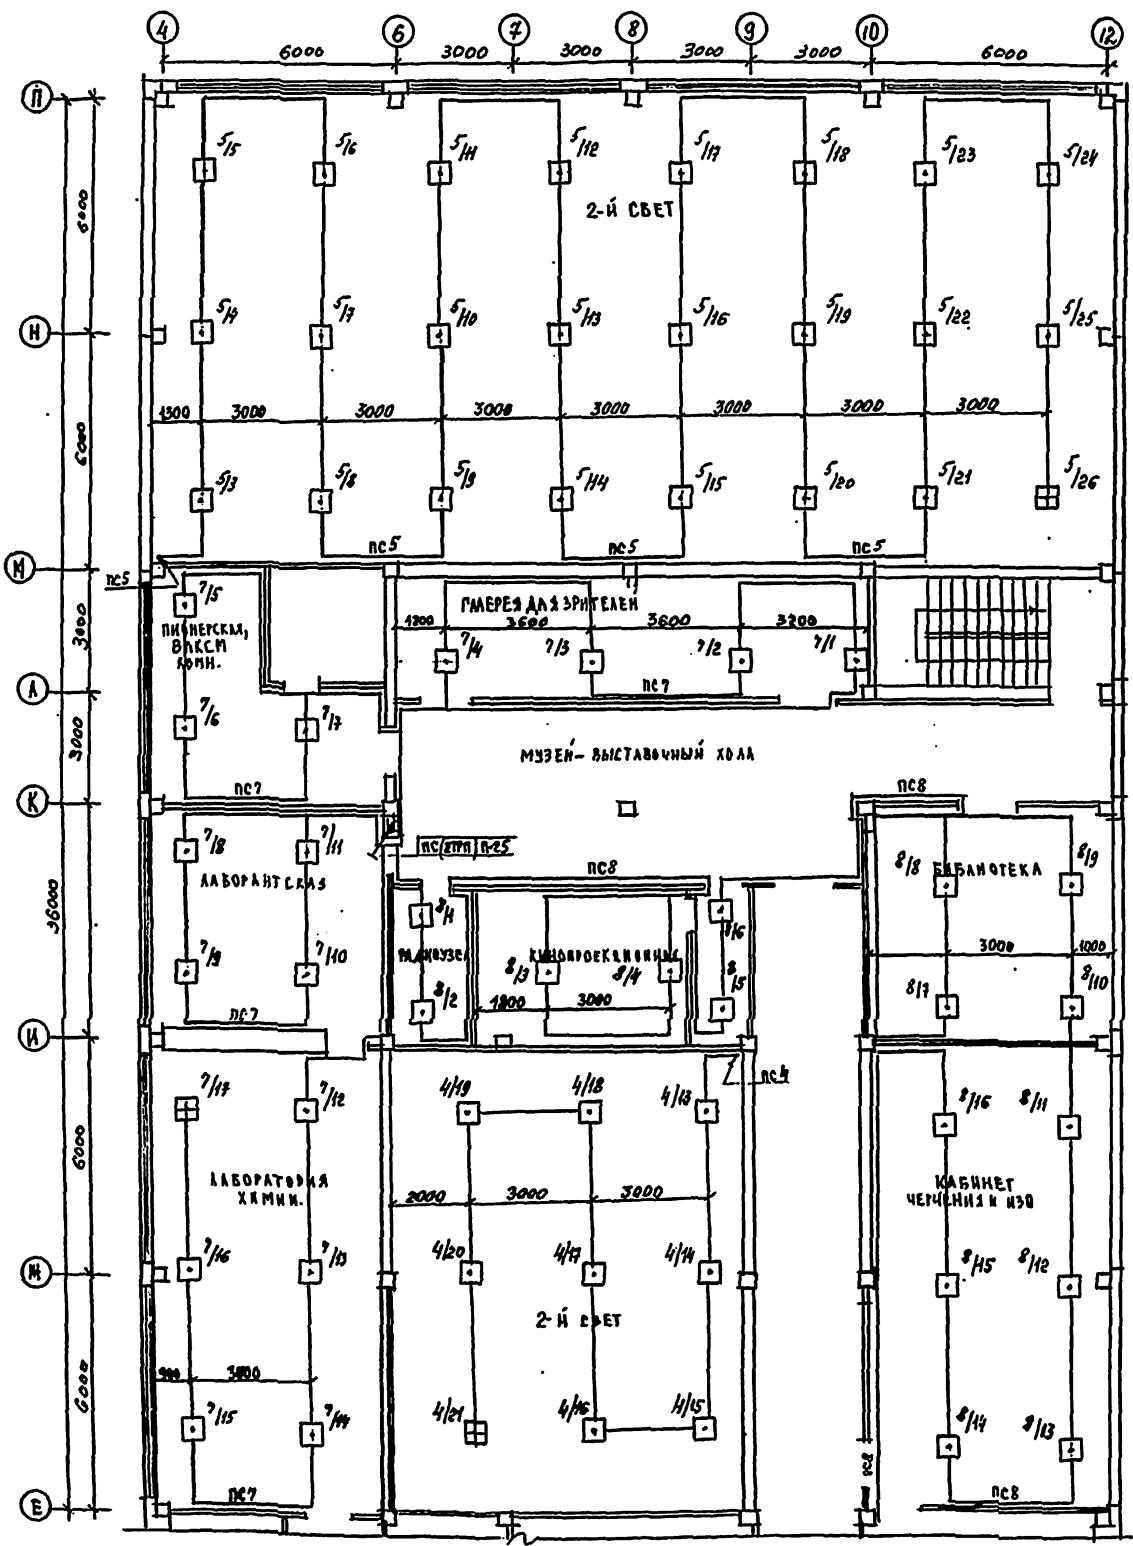 4 6 7 8 9 10 12
6000 3000 3000 3000 3000 6000
П
5/5 5/6 5/11 5/12 5/17 5/18 5/23 5/24
2-й СВЕТ
6000
5/4 5/7 5/10 5/13 5/16 5/19 5/22 5/25
Н
1300 3000 3000 3000 3000 3000 3000 3000
6000
5/3 5/8 5/9 5/14 5/15 5/20 5/21 5/26
пс5 пс5 пс5
М
пс5
7/5
ГАЛЕРЕЯ ДЛЯ ЗРИТЕЛЕЙ
1200 3600 3600 3200
ПИОНЕРСКАЯ,
ВЛКСМ
КОМН.
3000
7/4 7/3 7/2 7/1
Л
пс7
7/6 7/7
3000
МУЗЕЙ-ВЫСТАВОЧНЫЙ ХОЛЛ
пс7
пс8
К
7/8 7/11
ПС(2ТРП)П-25
ЛАБОРАНТСКАЯ
пс8
8/8 БИБЛИОТЕКА 8/9
36000
8/1 8/6
7/9 7/10
РАДИОУЗЕЛ КИНОПРОЕКЦИОННАЯ
8/3 8/4 8/5
3000 1000
8/2
1800 3000
8/7 8/10
пс7
И
пс4
7/17 7/12
4/19 4/18 4/13
8/16 8/11
6000
ЛАБОРАТОРИЯ
ХИМИИ.
2000 3000 3000
КАБИНЕТ
ЧЕРЧЕНИЯ И ИЗО
7/16 7/13
4/20 4/17 4/14
8/15 8/12
Ж
2-й СВЕТ
900 3000
6000
7/15 7/14
4/21 4/16 4/15
8/14 8/13
пс8
пс7
пс8
Е